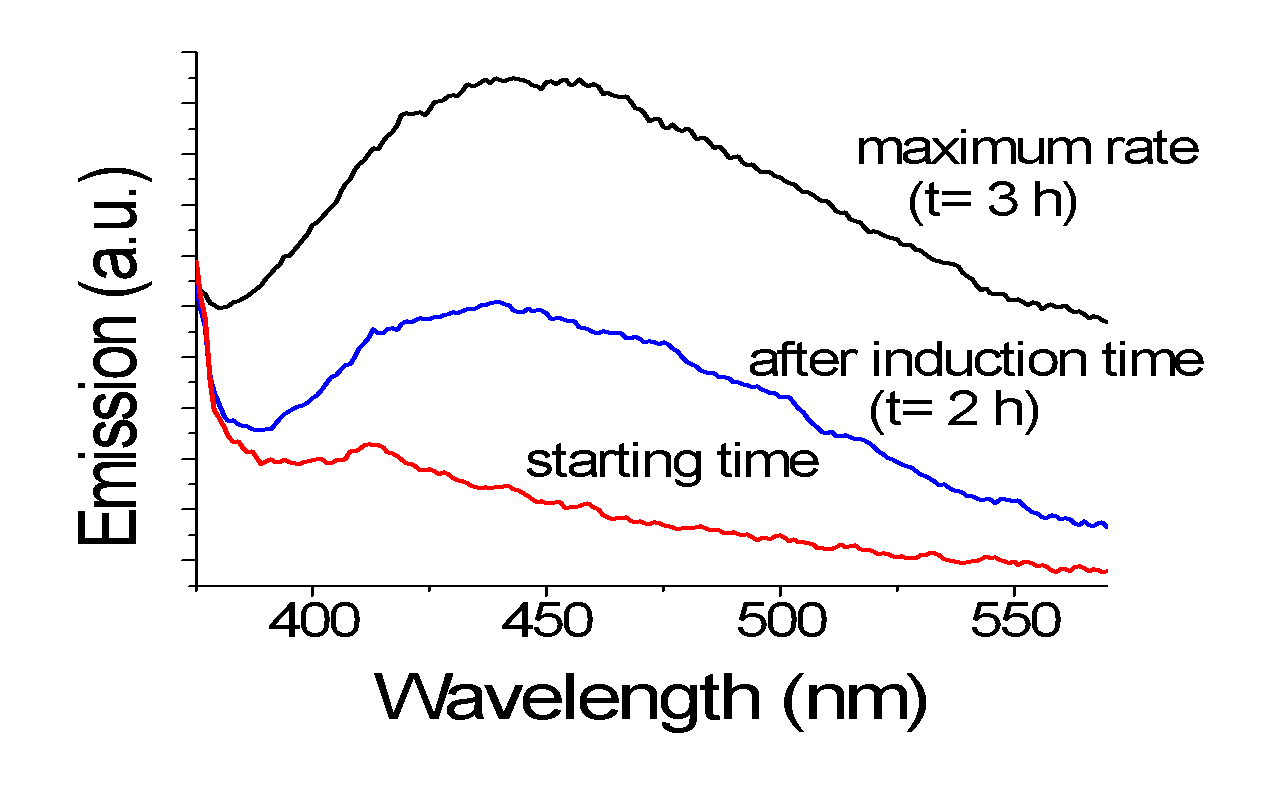 maximum rate
(t= 3 h)
after induction time
(t= 2 h)
starting time
Emission (a.u.)
400 450 500 550
Wavelength (nm)